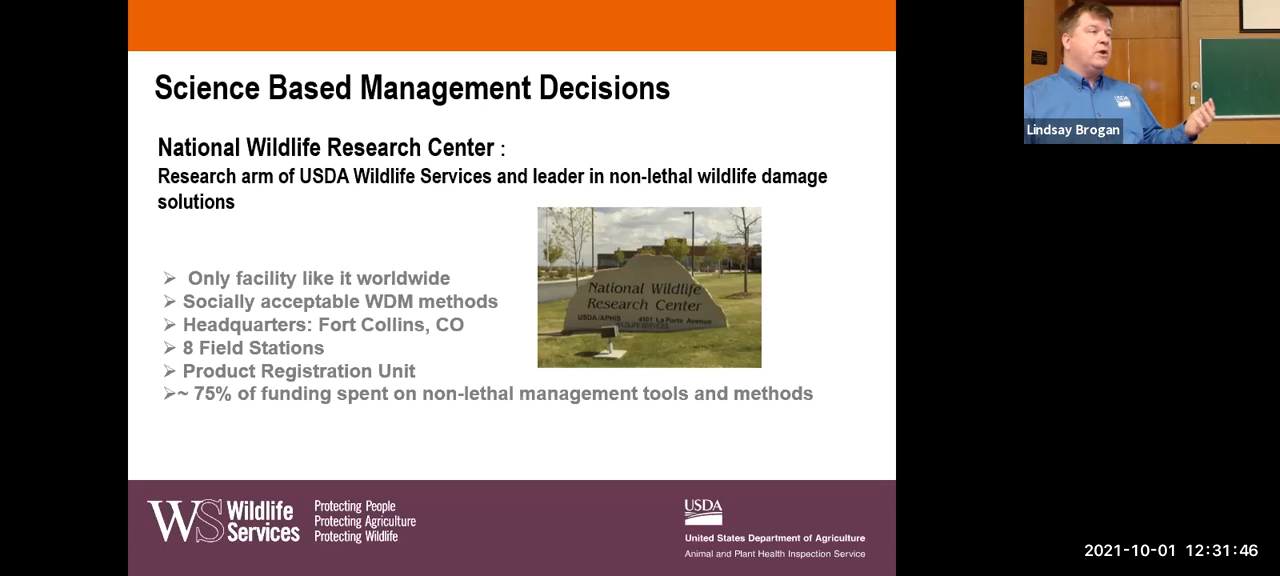 Science Based Management Decisions
National Wildlife Research Center :
Research arm of USDA Wildlife Services and leader in non-lethal wildlife damage
solutions
➢ Only facility like it worldwide
➢ Socially acceptable WDM methods
➢ Headquarters: Fort Collins, CO
➢ 8 Field Stations
➢ Product Registration Unit
➢~ 75% of funding spent on non-lethal management tools and methods
National Wildlife
Research Center
USDA/APHIS 4101 La Porte Avenue
WILDLIFE SERVICES
WS Wildlife
Services
Protecting People
Protecting Agriculture
Protecting Wildlife
USDA
United States Department of Agriculture
Animal and Plant Health Inspection Service
USDA
Lindsay Brogan
2021-10-01 12:31:46